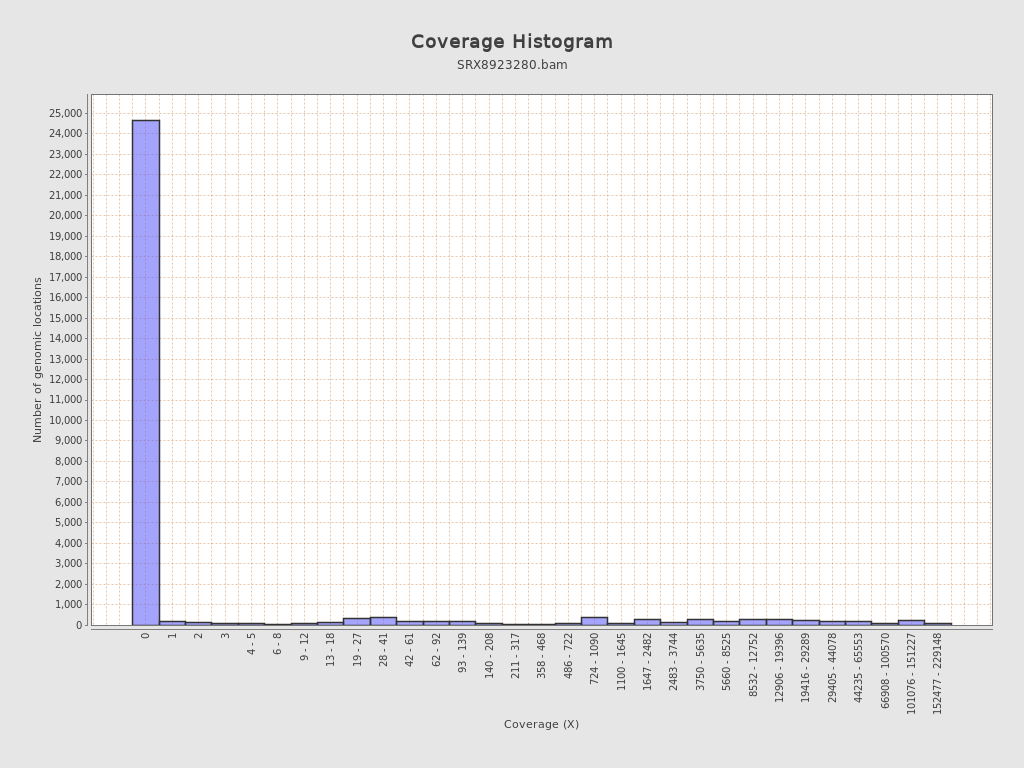 Coverage Histogram
SRX8923280.bam
Number of genomic locations
25,000
24,000
23,000
22,000
21,000
20,000
19,000
18,000
17,000
16,000
15,000
14,000
13,000
12,000
11,000
10,000
9,000
8,000
7,000
6,000
5,000
4,000
3,000
2,000
1,000
0
0
1
2
3
4 - 5
6 - 8
9 - 12
13 - 18
19 - 27
28 - 41
42 - 61
62 - 92
93 - 139
140 - 208
211 - 317
358 - 468
486 - 722
724 - 1090
1100 - 1645
1647 - 2482
2483 - 3744
3750 - 5635
5660 - 8525
8532 - 12752
12906 - 19396
19416 - 29289
29405 - 44078
44235 - 65553
66908 - 100570
101076 - 151227
152477 - 229148
Coverage (X)